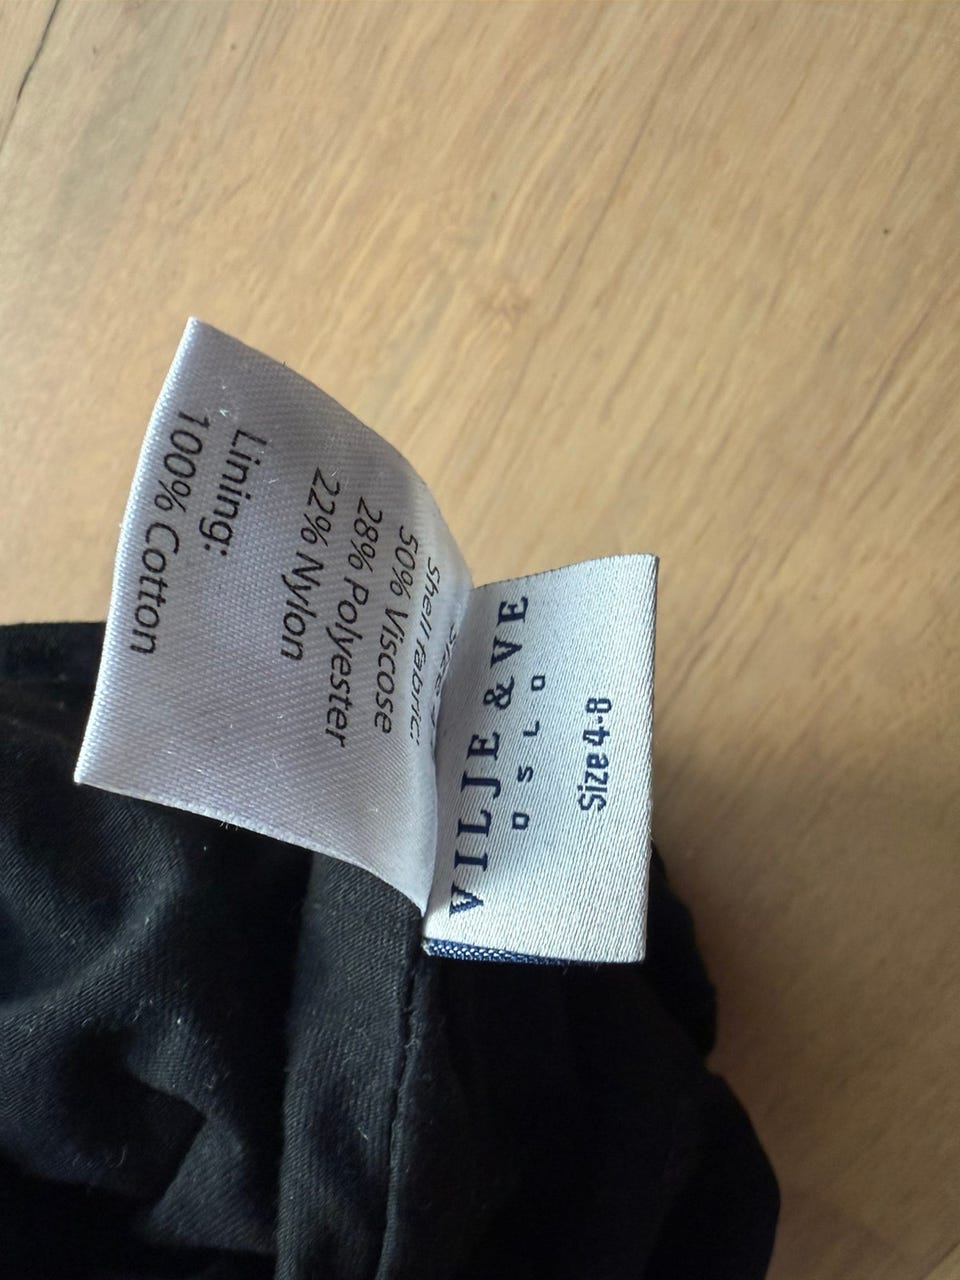 VILJE & VE
OSLO
Size 4-8
Shell fabric:
50% Viscose
28% Polyester
22% Nylon
Lining:
100% Cotton